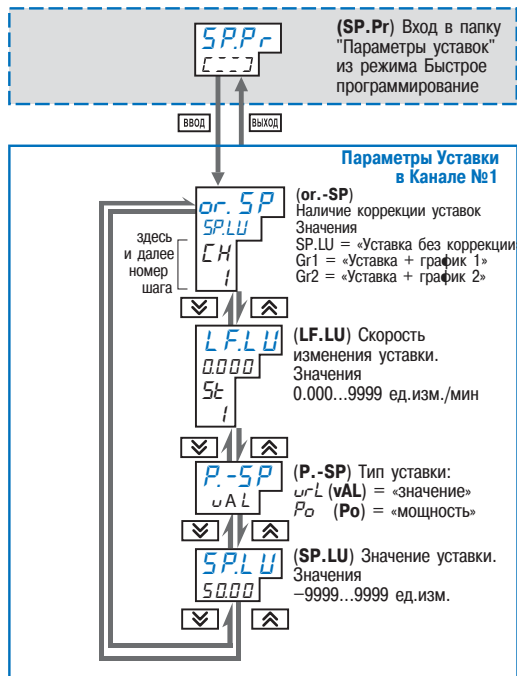 SP.Pr
[---]
(SP.Pr) Вход в папку
"Параметры уставок"
из режима Быстрое
программирование
ВВОД
ВЫХОД
Параметры Уставки
в Канале №1
or. SP
SP.LU
CH
1
здесь
и далее
номер
шага
(or.-SP)
Наличие коррекции уставок
Значения
SP.LU = «Уставка без коррекции
Gr1 = «Уставка + график 1»
Gr2 = «Уставка + график 2»
LF.LU
0.000
St
1
(LF.LU) Скорость
изменения уставки.
Значения
0.000...9999 ед.изм./мин
P.-SP
vAL
(P.-SP) Тип уставки:
vrL (vAL) = «значение»
Po (Po) = «мощность»
SP.LU
50.00
(SP.LU) Значение уставки.
Значения
−9999...9999 ед.изм.